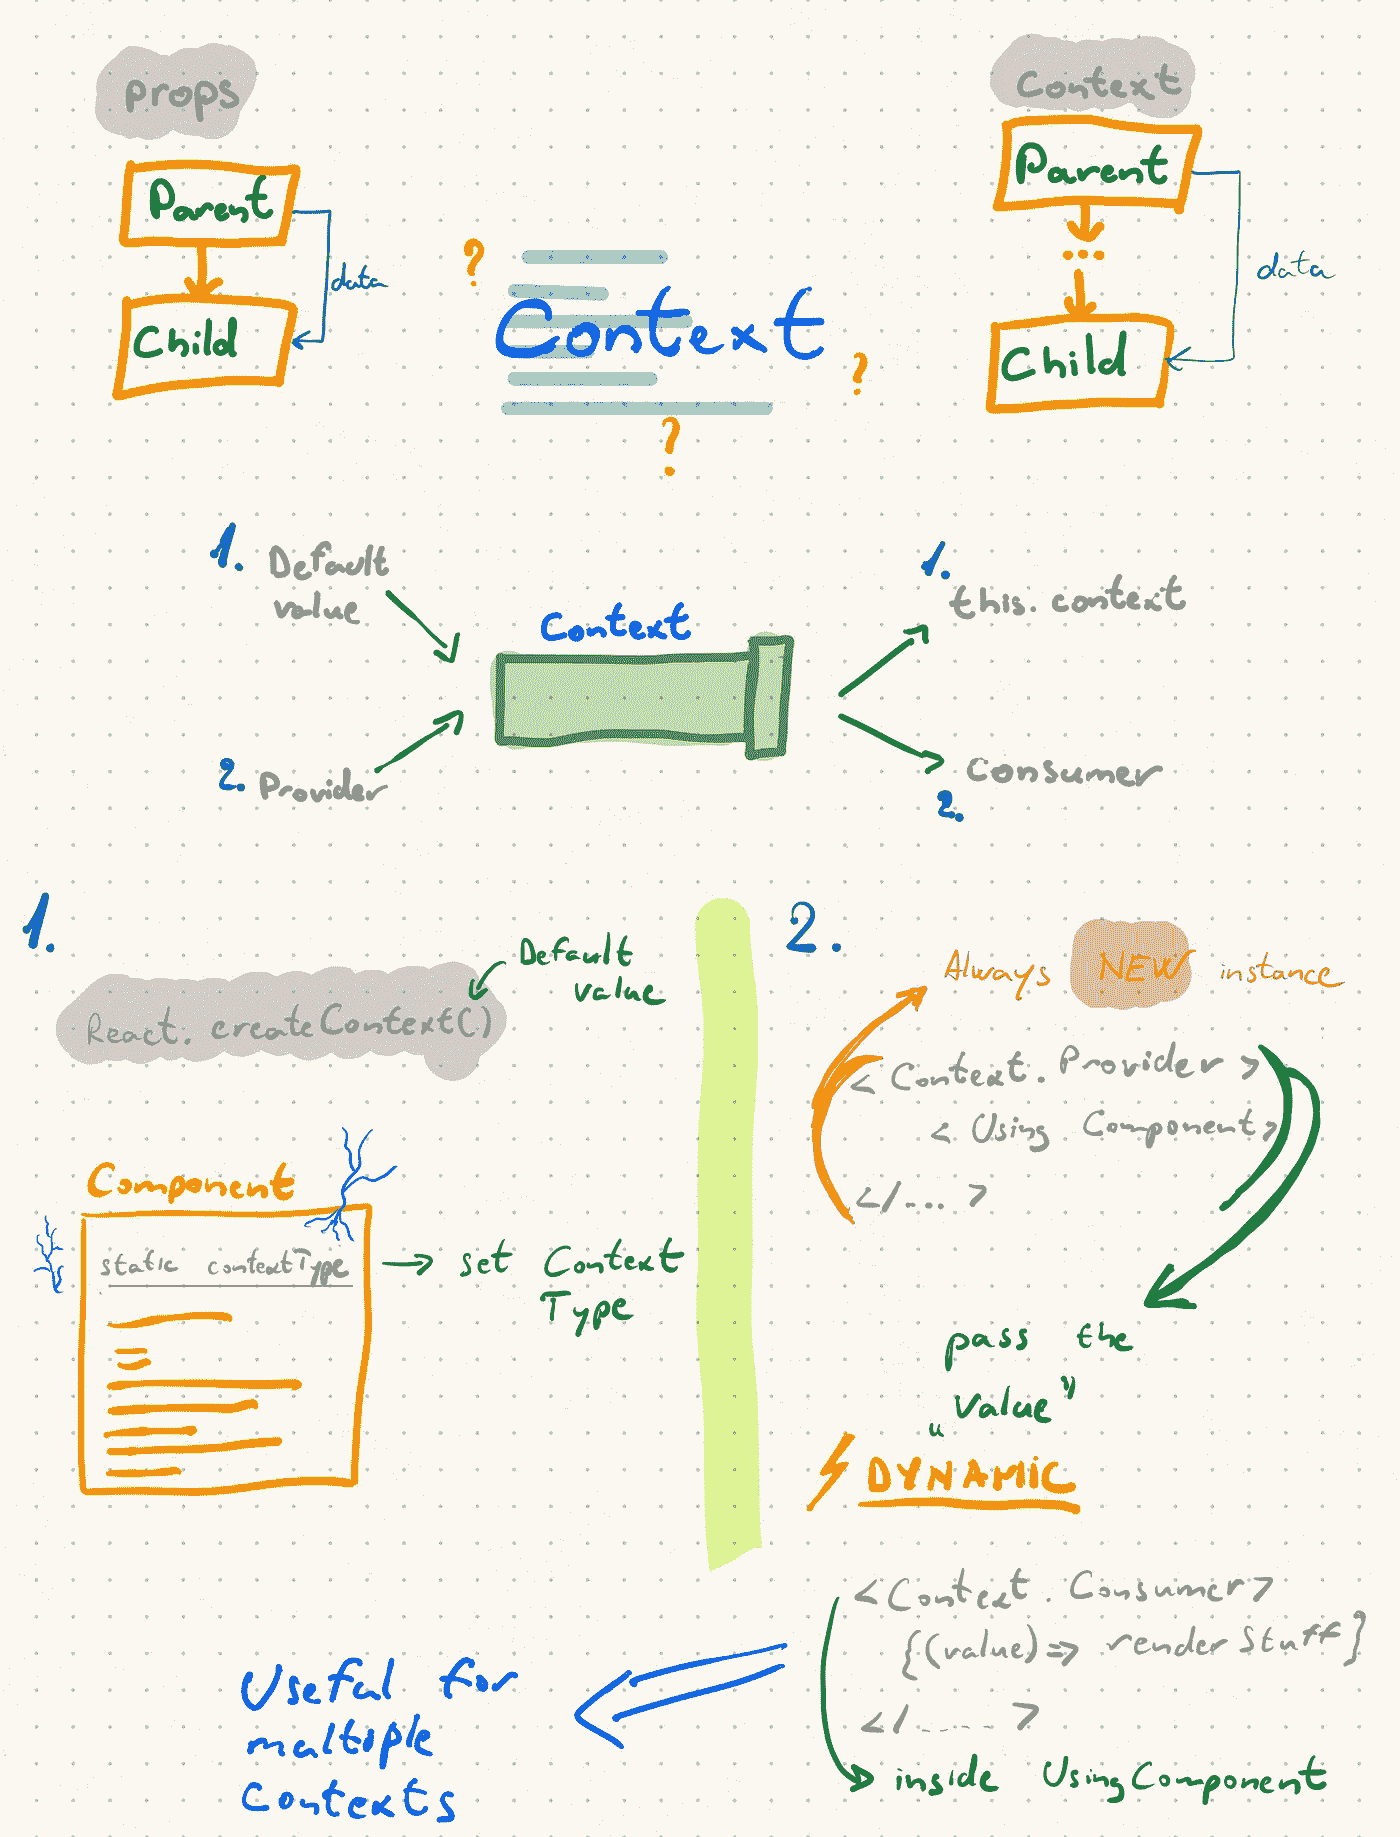 props
Parent
data
Child
Context
Parent
...
data
Child
?
Context
?
?
1. Default
value
2. Provider
Context
1.
this.context
Consumer
2.
1.
Default
value
React.createContext()
Component
static contextType
set Context
Type
2.
Always NEW instance
<Context.Provider>
<Using Component>
</....>
pass the
„Value”
DYNAMIC
<Context.Consumer>
{(value)=> render Stuff}
</.....>
inside UsingComponent
Useful for
multiple
Contexts